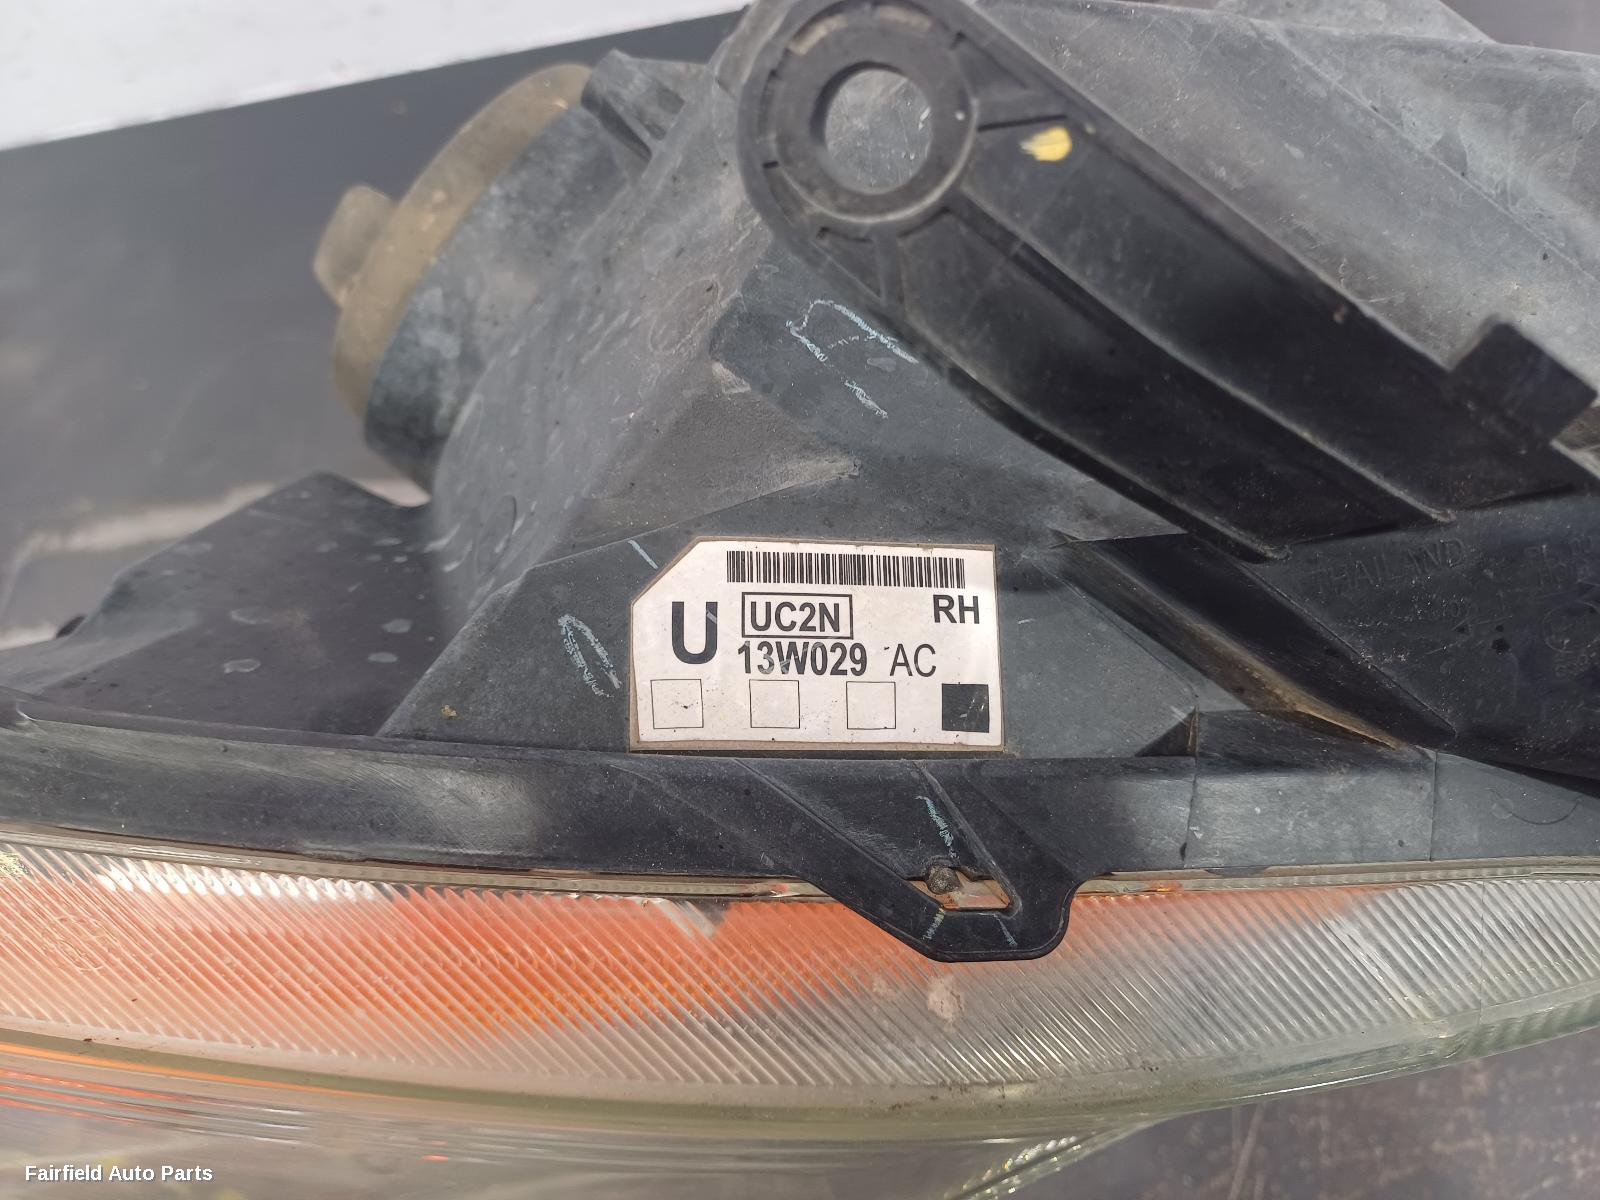 U UC2N RH
13W029 AC
THAILAND
Fairfield Auto Parts